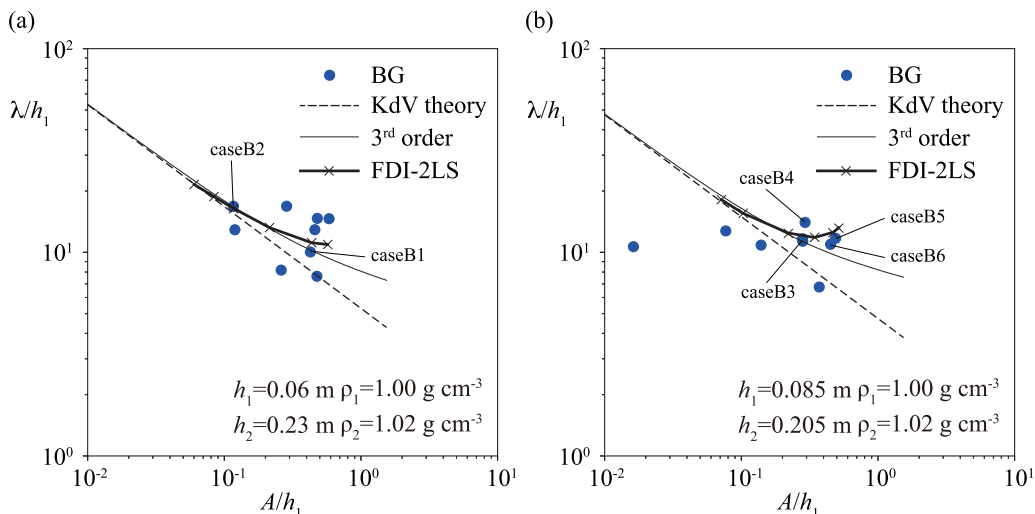 (a)
10²
λ/h₁
10¹
10⁰
BG
KdV theory
3rd order
FDI-2LS
caseB2
caseB1
h₁=0.06 m ρ₁=1.00 g cm⁻³
h₂=0.23 m ρ₂=1.02 g cm⁻³
10⁻² 10⁻¹ 10⁰ 10¹
A/h₁
(b)
10²
λ/h₁
10¹
10⁰
BG
KdV theory
3rd order
FDI-2LS
caseB4
caseB5
caseB6
caseB3
h₁=0.085 m ρ₁=1.00 g cm⁻³
h₂=0.205 m ρ₂=1.02 g cm⁻³
10⁻² 10⁻¹ 10⁰ 10¹
A/h₁